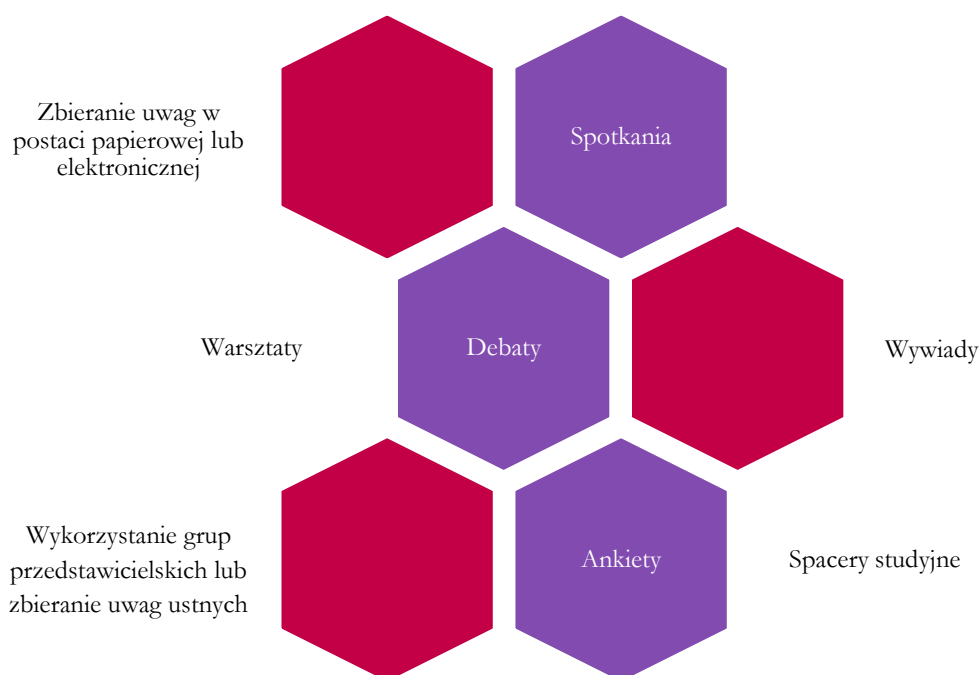 Zbieranie uwag w
postaci papierowej lub
elektronicznej
Spotkania
Warsztaty
Debaty
Wywiady
Wykorzystanie grup
przedstawicielskich lub
zbieranie uwag ustnych
Ankiety
Spacery studyjne